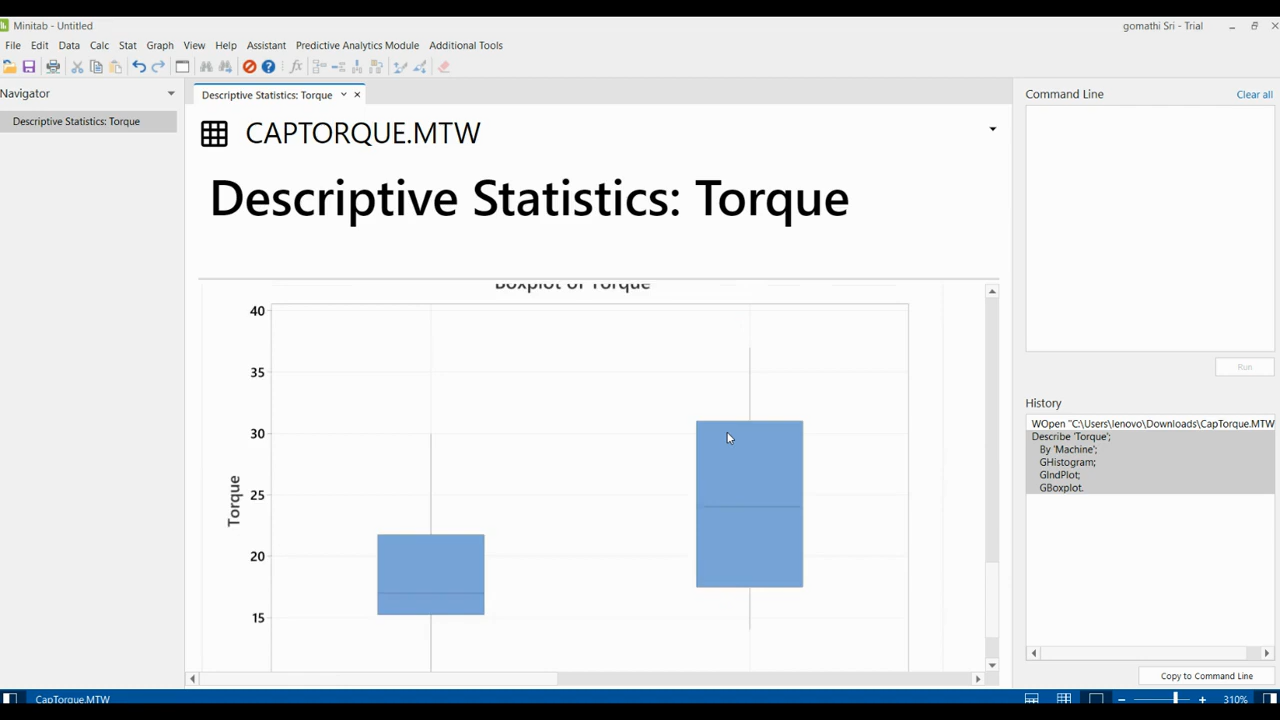 Minitab - Untitled
gomathi Sri - Trial
File Edit Data Calc Stat Graph View Help Assistant Predictive Analytics Module Additional Tools
Navigator
Descriptive Statistics: Torque
Descriptive Statistics: Torque
CAPTORQUE.MTW
Descriptive Statistics: Torque
Boxplot of Torque
40
35
30
25
20
15
Torque
Command Line
Clear all
Run
History
WOpen "C:\Users\lenovo\Downloads\CapTorque.MTW
Describe 'Torque';
By 'Machine';
GHistogram;
GIndPlot;
GBoxplot.
Copy to Command Line
CapTorque.MTW
310%